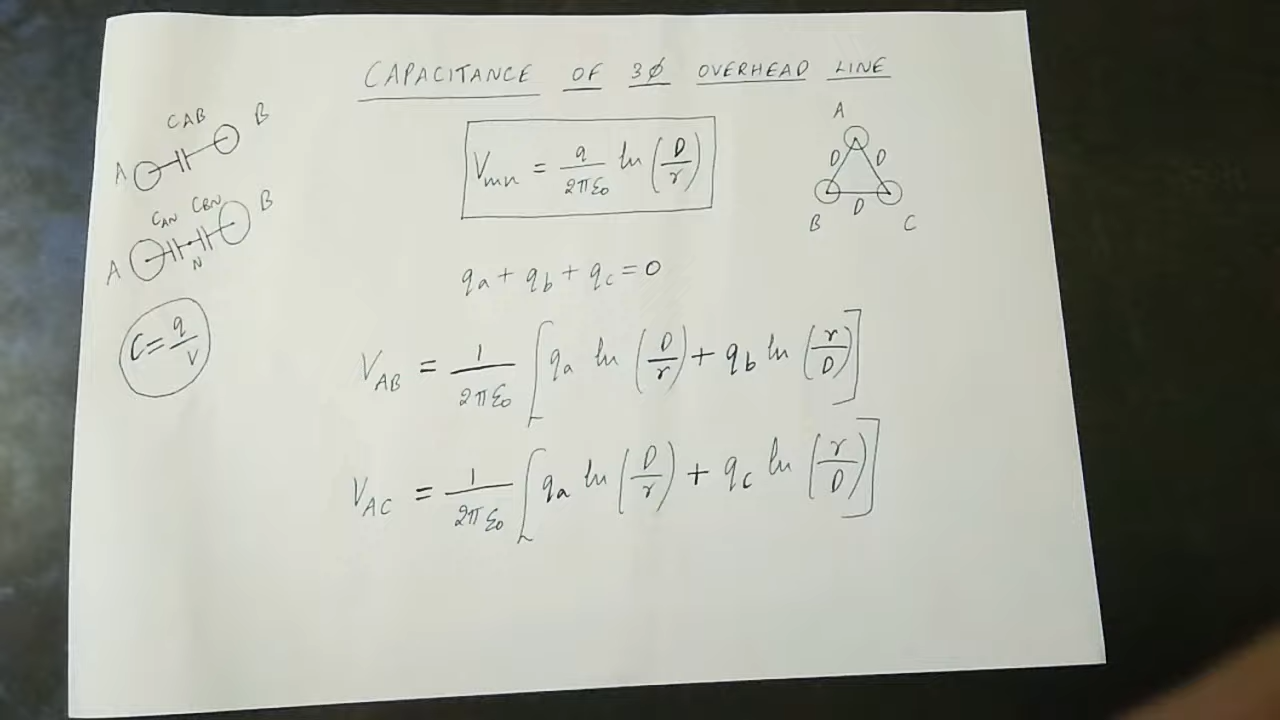 CAPACITANCE OF 3Ø OVERHEAD LINE
CAB
A B
CAN CBN
A B
N
C = q/V
Vmn = q/2πε₀ ln (D/r)
A
D D
B D C
qa + qb + qc = 0
VAB = 1/2πε₀ [qa ln (D/r) + qb ln (r/D)]
VAC = 1/2πε₀ [qa ln (D/r) + qc ln (r/D)]